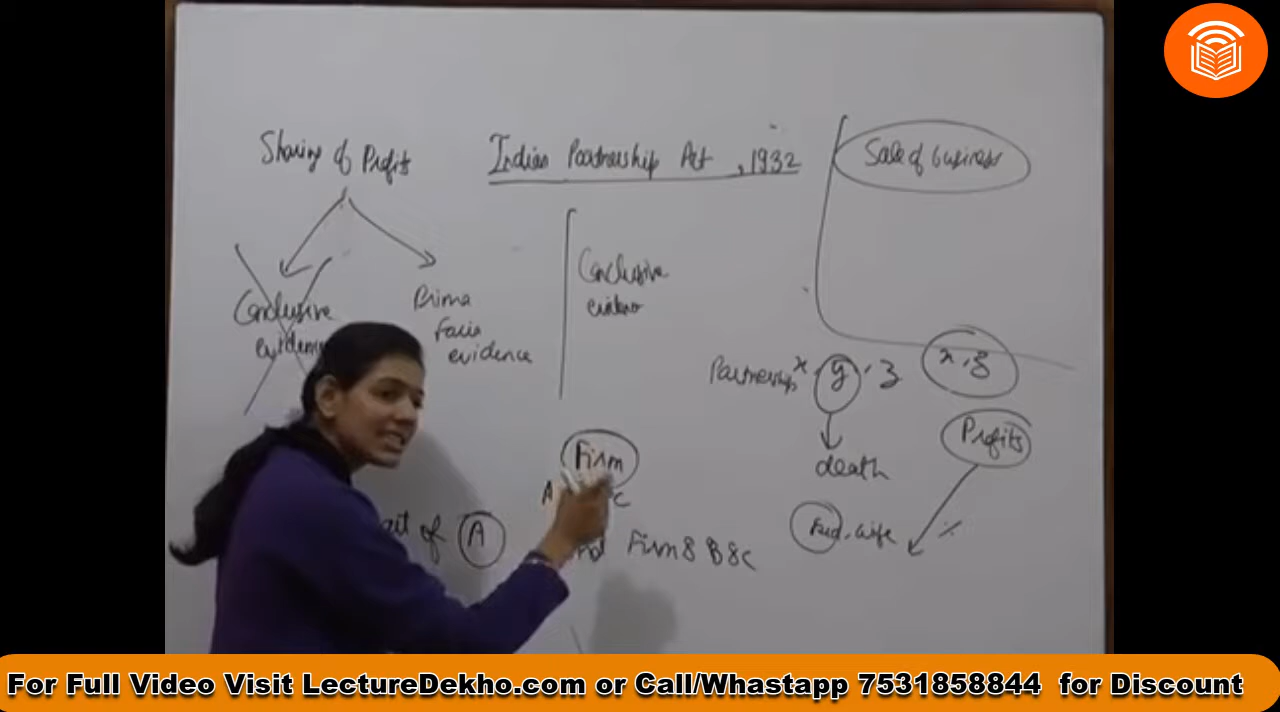 Sharing of Profits
Indian Partnership Act, 1932
Sale of business
Conclusive
evidence
Prima
Facie
evidence
Conclusive
Partnership x, y, z
x, z
Profits
death
wife %
Firm
A C
of A
Firm & B & C
For Full Video Visit LectureDekho.com or Call/Whastapp 7531858844 for Discount